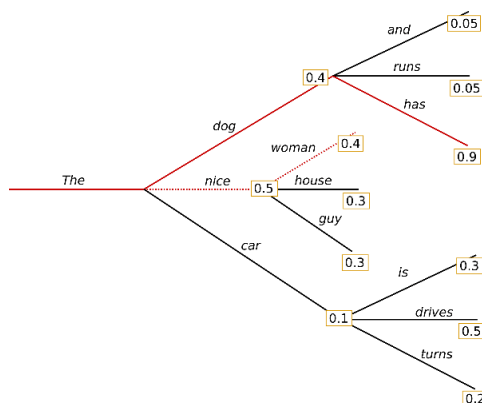 and
0.05
0.4
runs
0.05
has
dog
0.9
woman
0.4
The
nice
0.5
house
0.3
guy
0.3
car
is
0.3
0.1
drives
0.5
turns
0.2